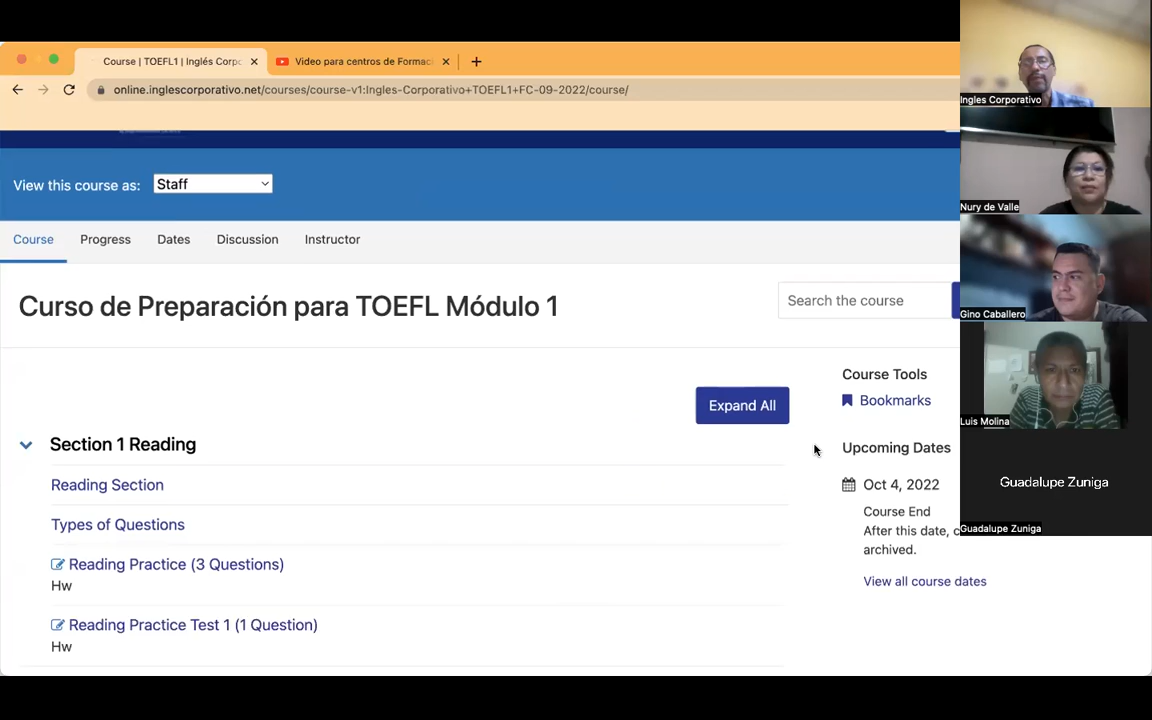 Course | TOEFL1 | Inglés Corpo
Video para centros de Formaci
online.inglescorporativo.net/courses/course-v1:Ingles-Corporativo+TOEFL1+FC-09-2022/course/
View this course as: Staff
Course Progress Dates Discussion Instructor
Curso de Preparación para TOEFL Módulo 1
Search the course
Expand All
Section 1 Reading
Reading Section
Types of Questions
Reading Practice (3 Questions)
Hw
Reading Practice Test 1 (1 Question)
Hw
Course Tools
Bookmarks
Upcoming Dates
Oct 4, 2022
Course End
After this date, c
archived.
View all course dates
Ingles Corporativo
Nury de Valle
Gino Caballero
Luis Molina
Guadalupe Zuniga
Guadalupe Zuniga